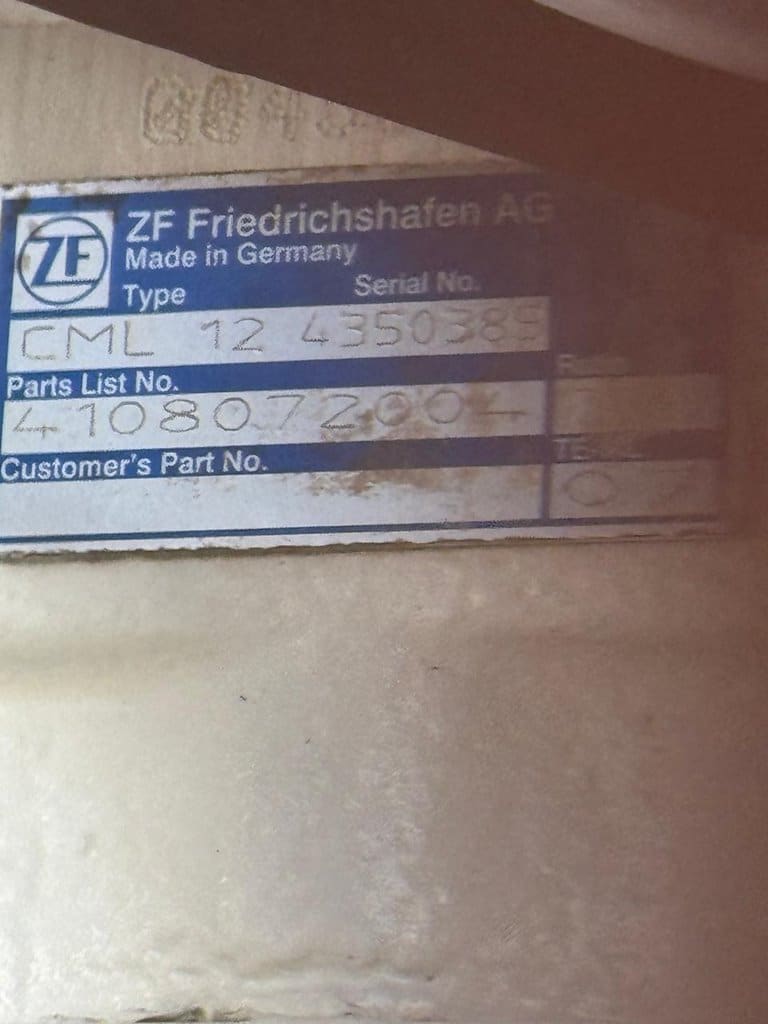 ZF
ZF Friedrichshafen AG
Made in Germany
Type
Serial No.
CML 12 4350389
Parts List No.
4108072004
Customer's Part No.